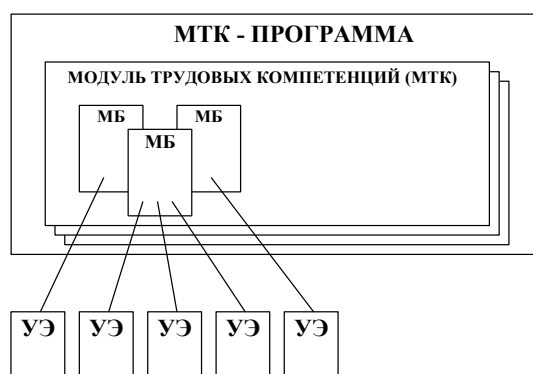 МТК - ПРОГРАММА
МОДУЛЬ ТРУДОВЫХ КОМПЕТЕНЦИЙ (МТК)
МБ МБ
МБ
УЭ УЭ УЭ УЭ УЭ